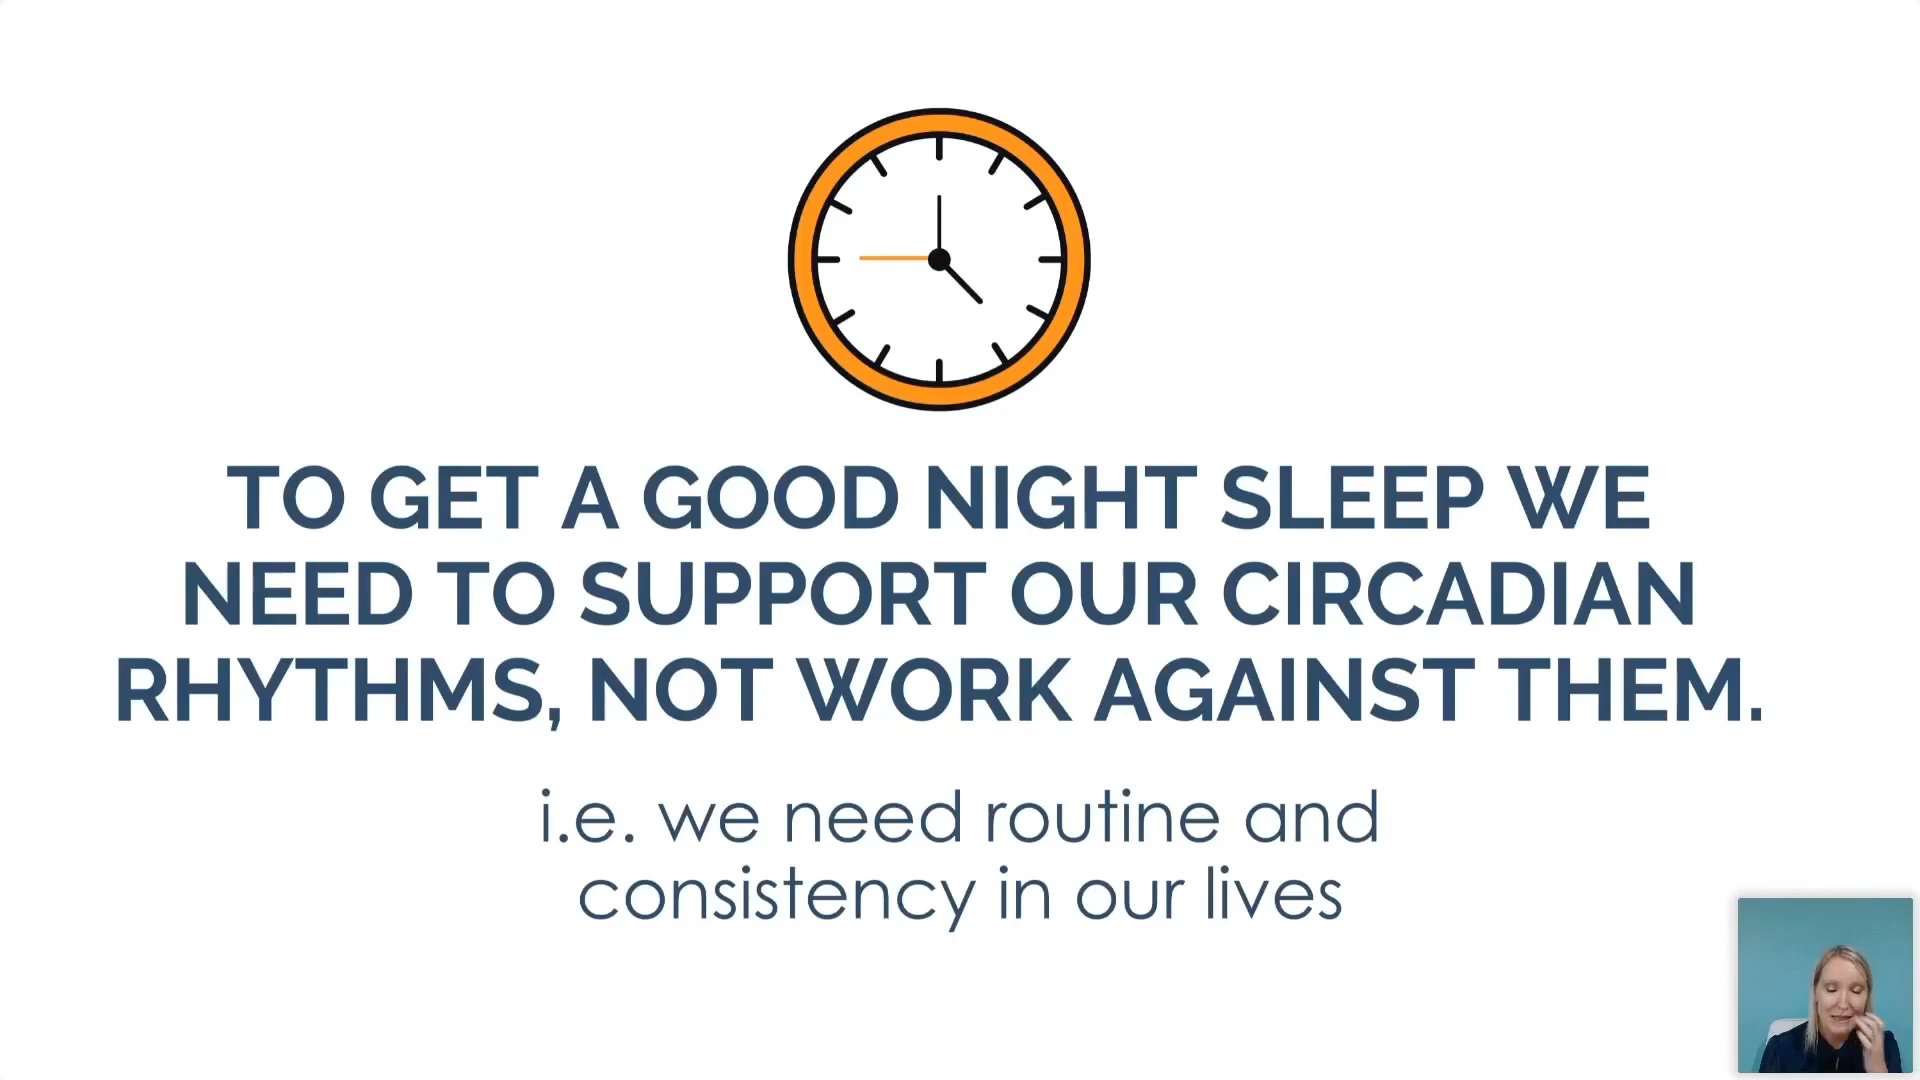 TO GET A GOOD NIGHT SLEEP WE
NEED TO SUPPORT OUR CIRCADIAN
RHYTHMS, NOT WORK AGAINST THEM.
i.e. we need routine and
consistency in our lives